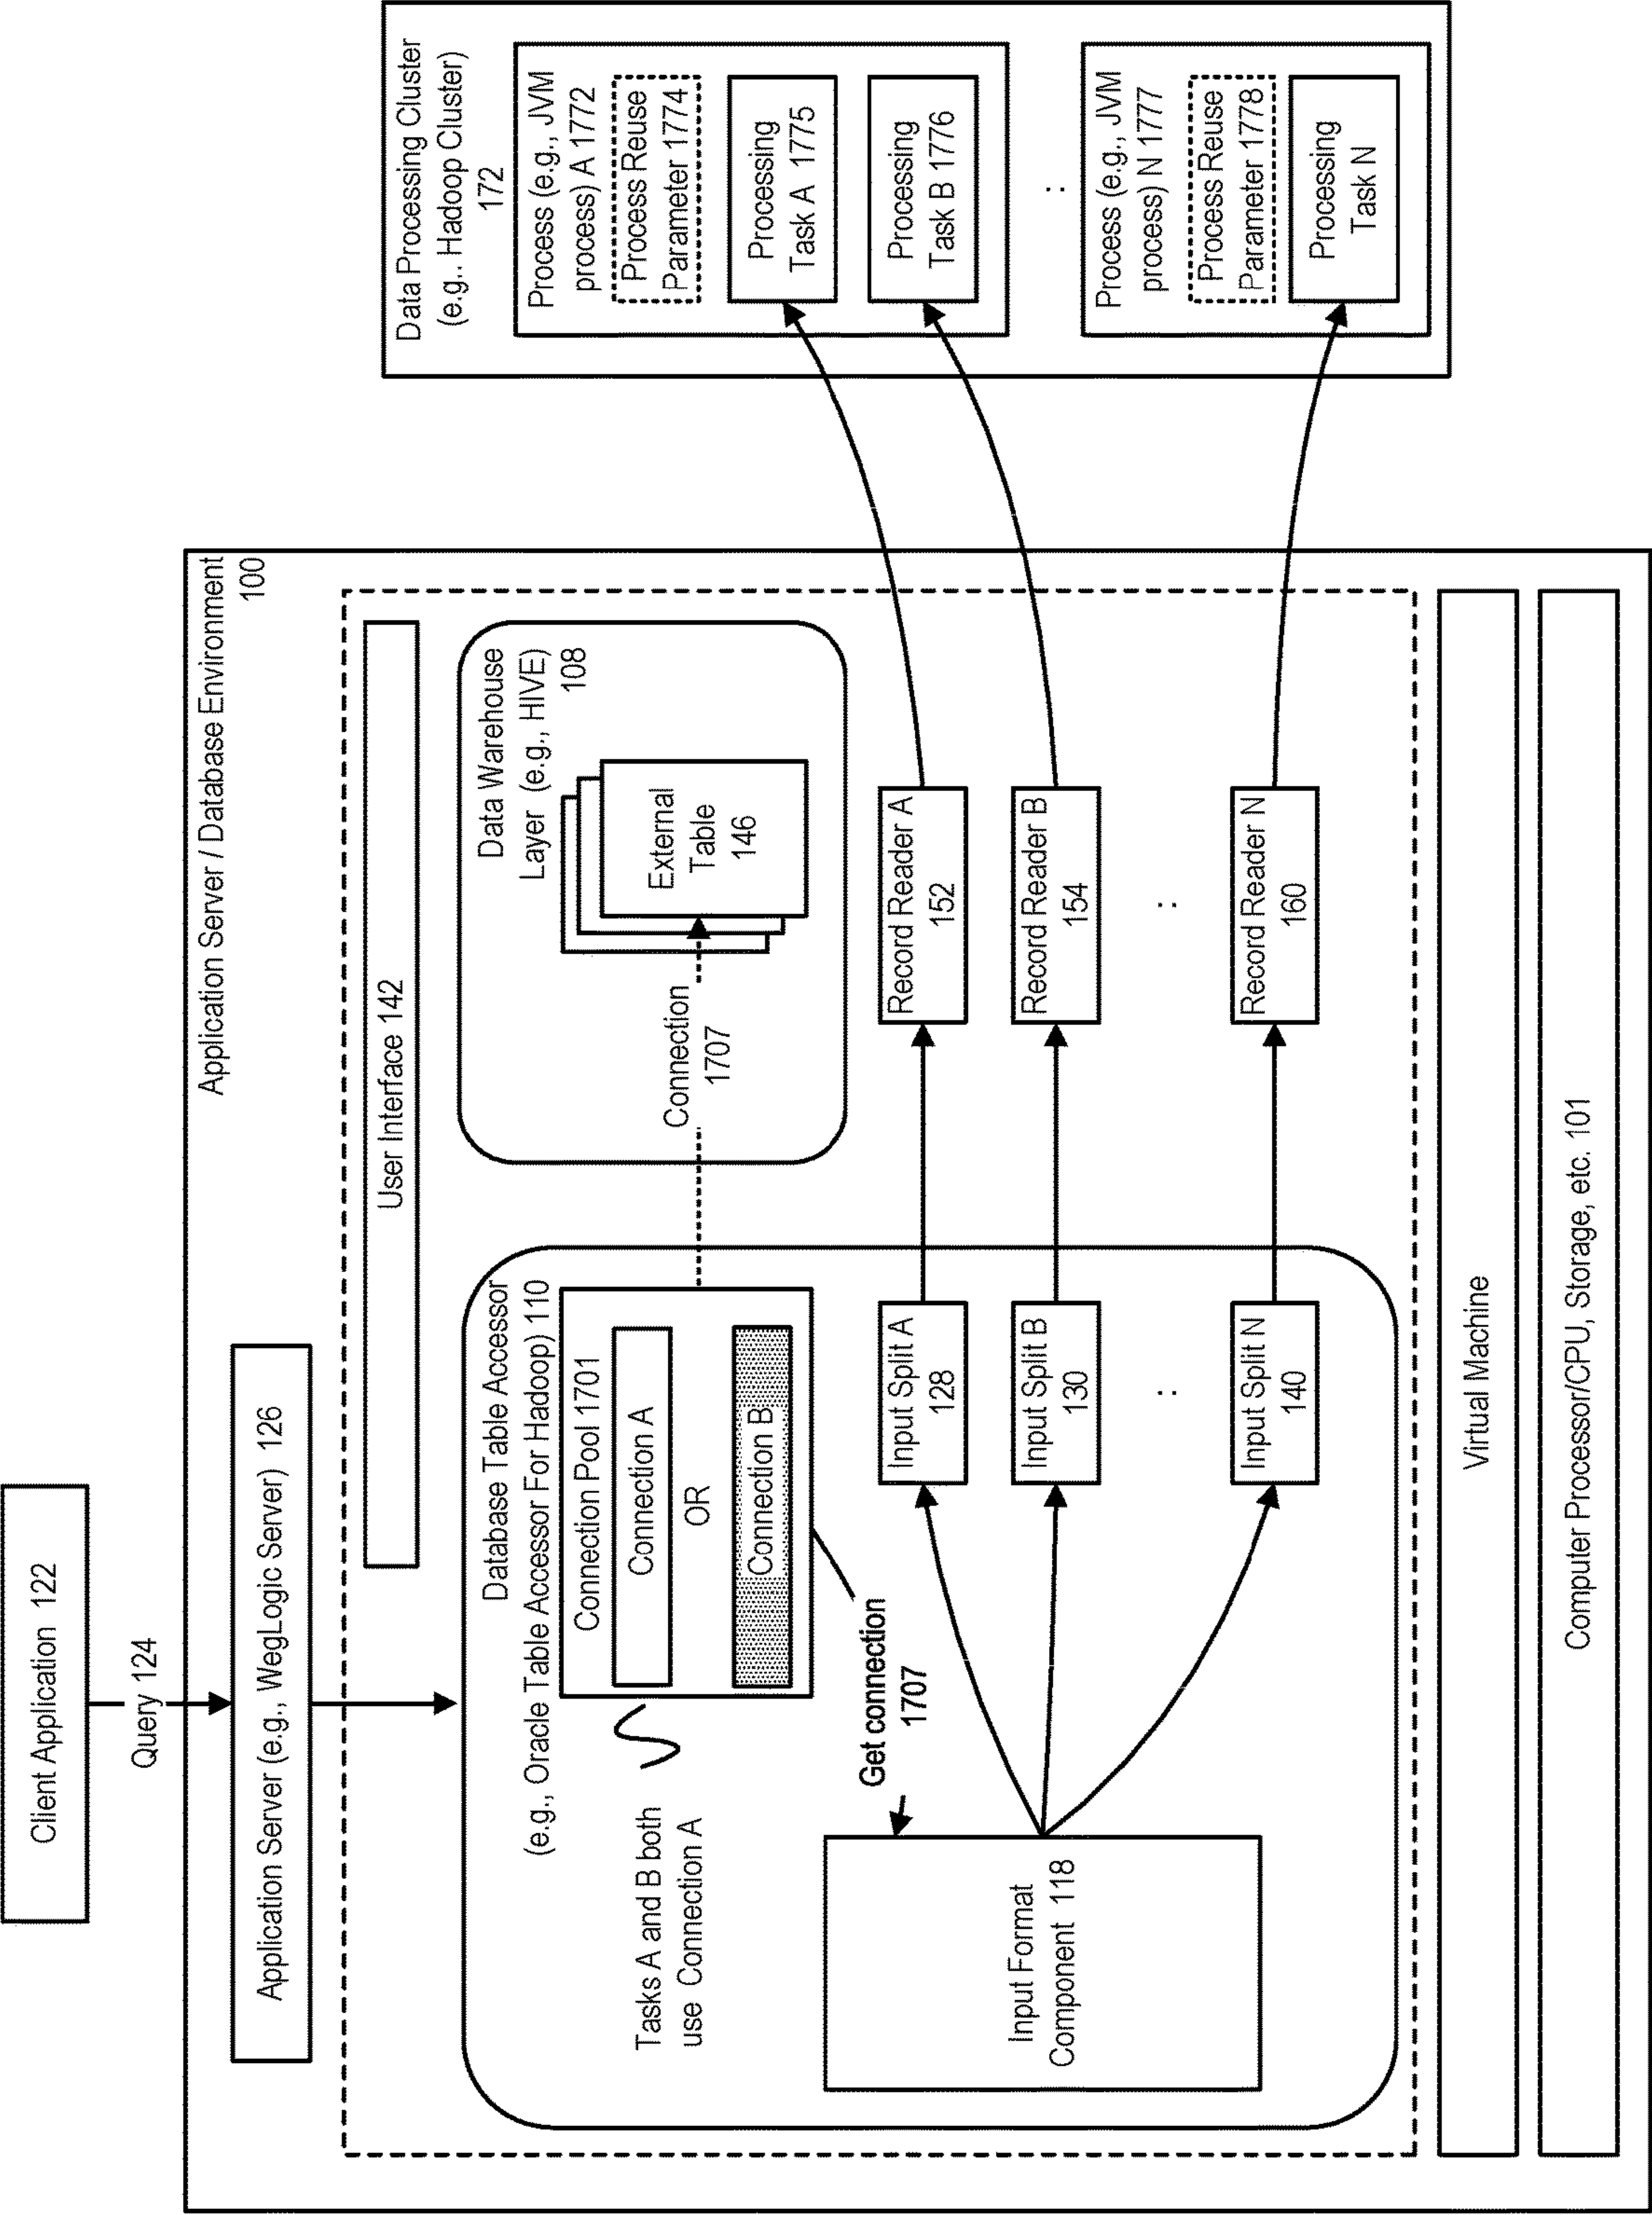 Client Application 122
Query 124
Application Server / Database Environment
100
Application Server (e.g., WegLogic Server) 126
User Interface 142
Database Table Accessor
(e.g., Oracle Table Accessor For Hadoop) 110
Connection Pool 1701
Connection A
OR
Connection B
Tasks A and B both
use Connection A
Get connection
1707
Input Format
Component 118
Input Split A
128
Input Split B
130
:
Input Split N
140
Data Warehouse
Layer (e.g., HIVE)
108
External
Table
146
Connection
1707
Record Reader A
152
Record Reader B
154
:
Record Reader N
160
Virtual Machine
Computer Processor/CPU, Storage, etc. 101
Data Processing Cluster
(e.g,. Hadoop Cluster)
172
Process (e.g., JVM
process) A 1772
Process Reuse
Parameter 1774
Processing
Task A 1775
Processing
Task B 1776
:
Process (e.g., JVM
process) N 1777
Process Reuse
Parameter 1778
Processing
Task N